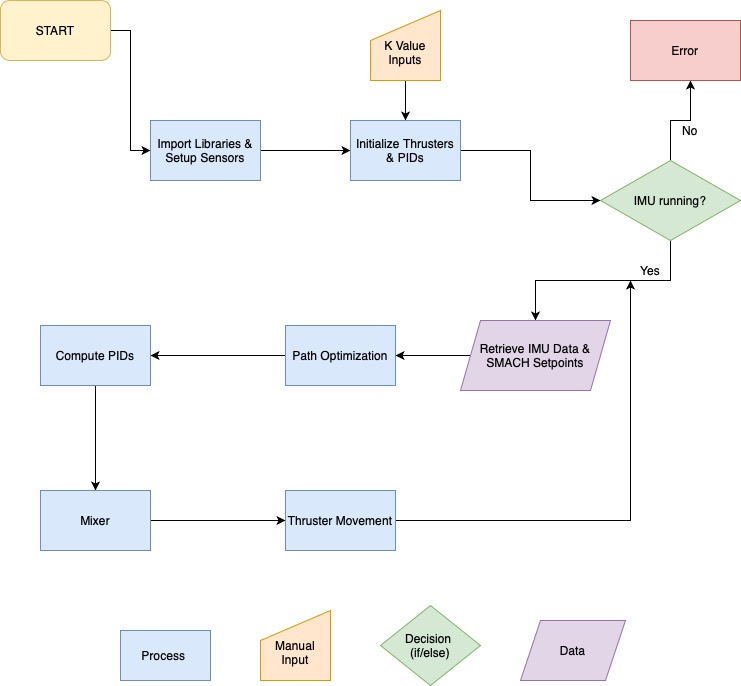 START
K Value
Inputs
Error
Import Libraries &
Setup Sensors
Initialize Thrusters
& PIDs
No
IMU running?
Yes
Retrieve IMU Data &
SMACH Setpoints
Path Optimization
Compute PIDs
Mixer
Thruster Movement
Process
Manual
Input
Decision
(if/else)
Data